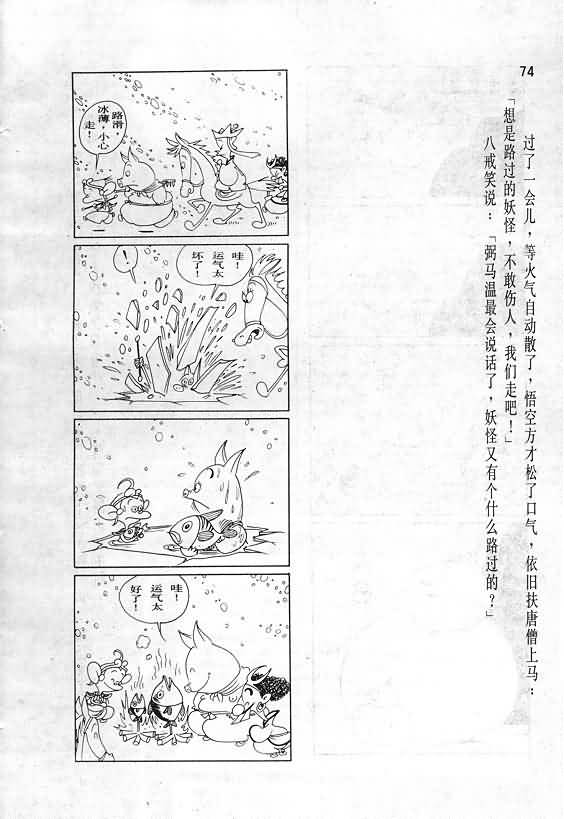 74
过了一会儿，等火气自动散了，悟空方才松了口气，依旧扶唐僧上马：
「想是路过的妖怪，不敢伤人，我们走吧！」
八戒笑说：「弼马温最会说话了，妖怪又有个什么路过的？」
路滑，
冰薄，小心
走！
哇！
运气太
坏了！
！
哇！
运气太
好了！